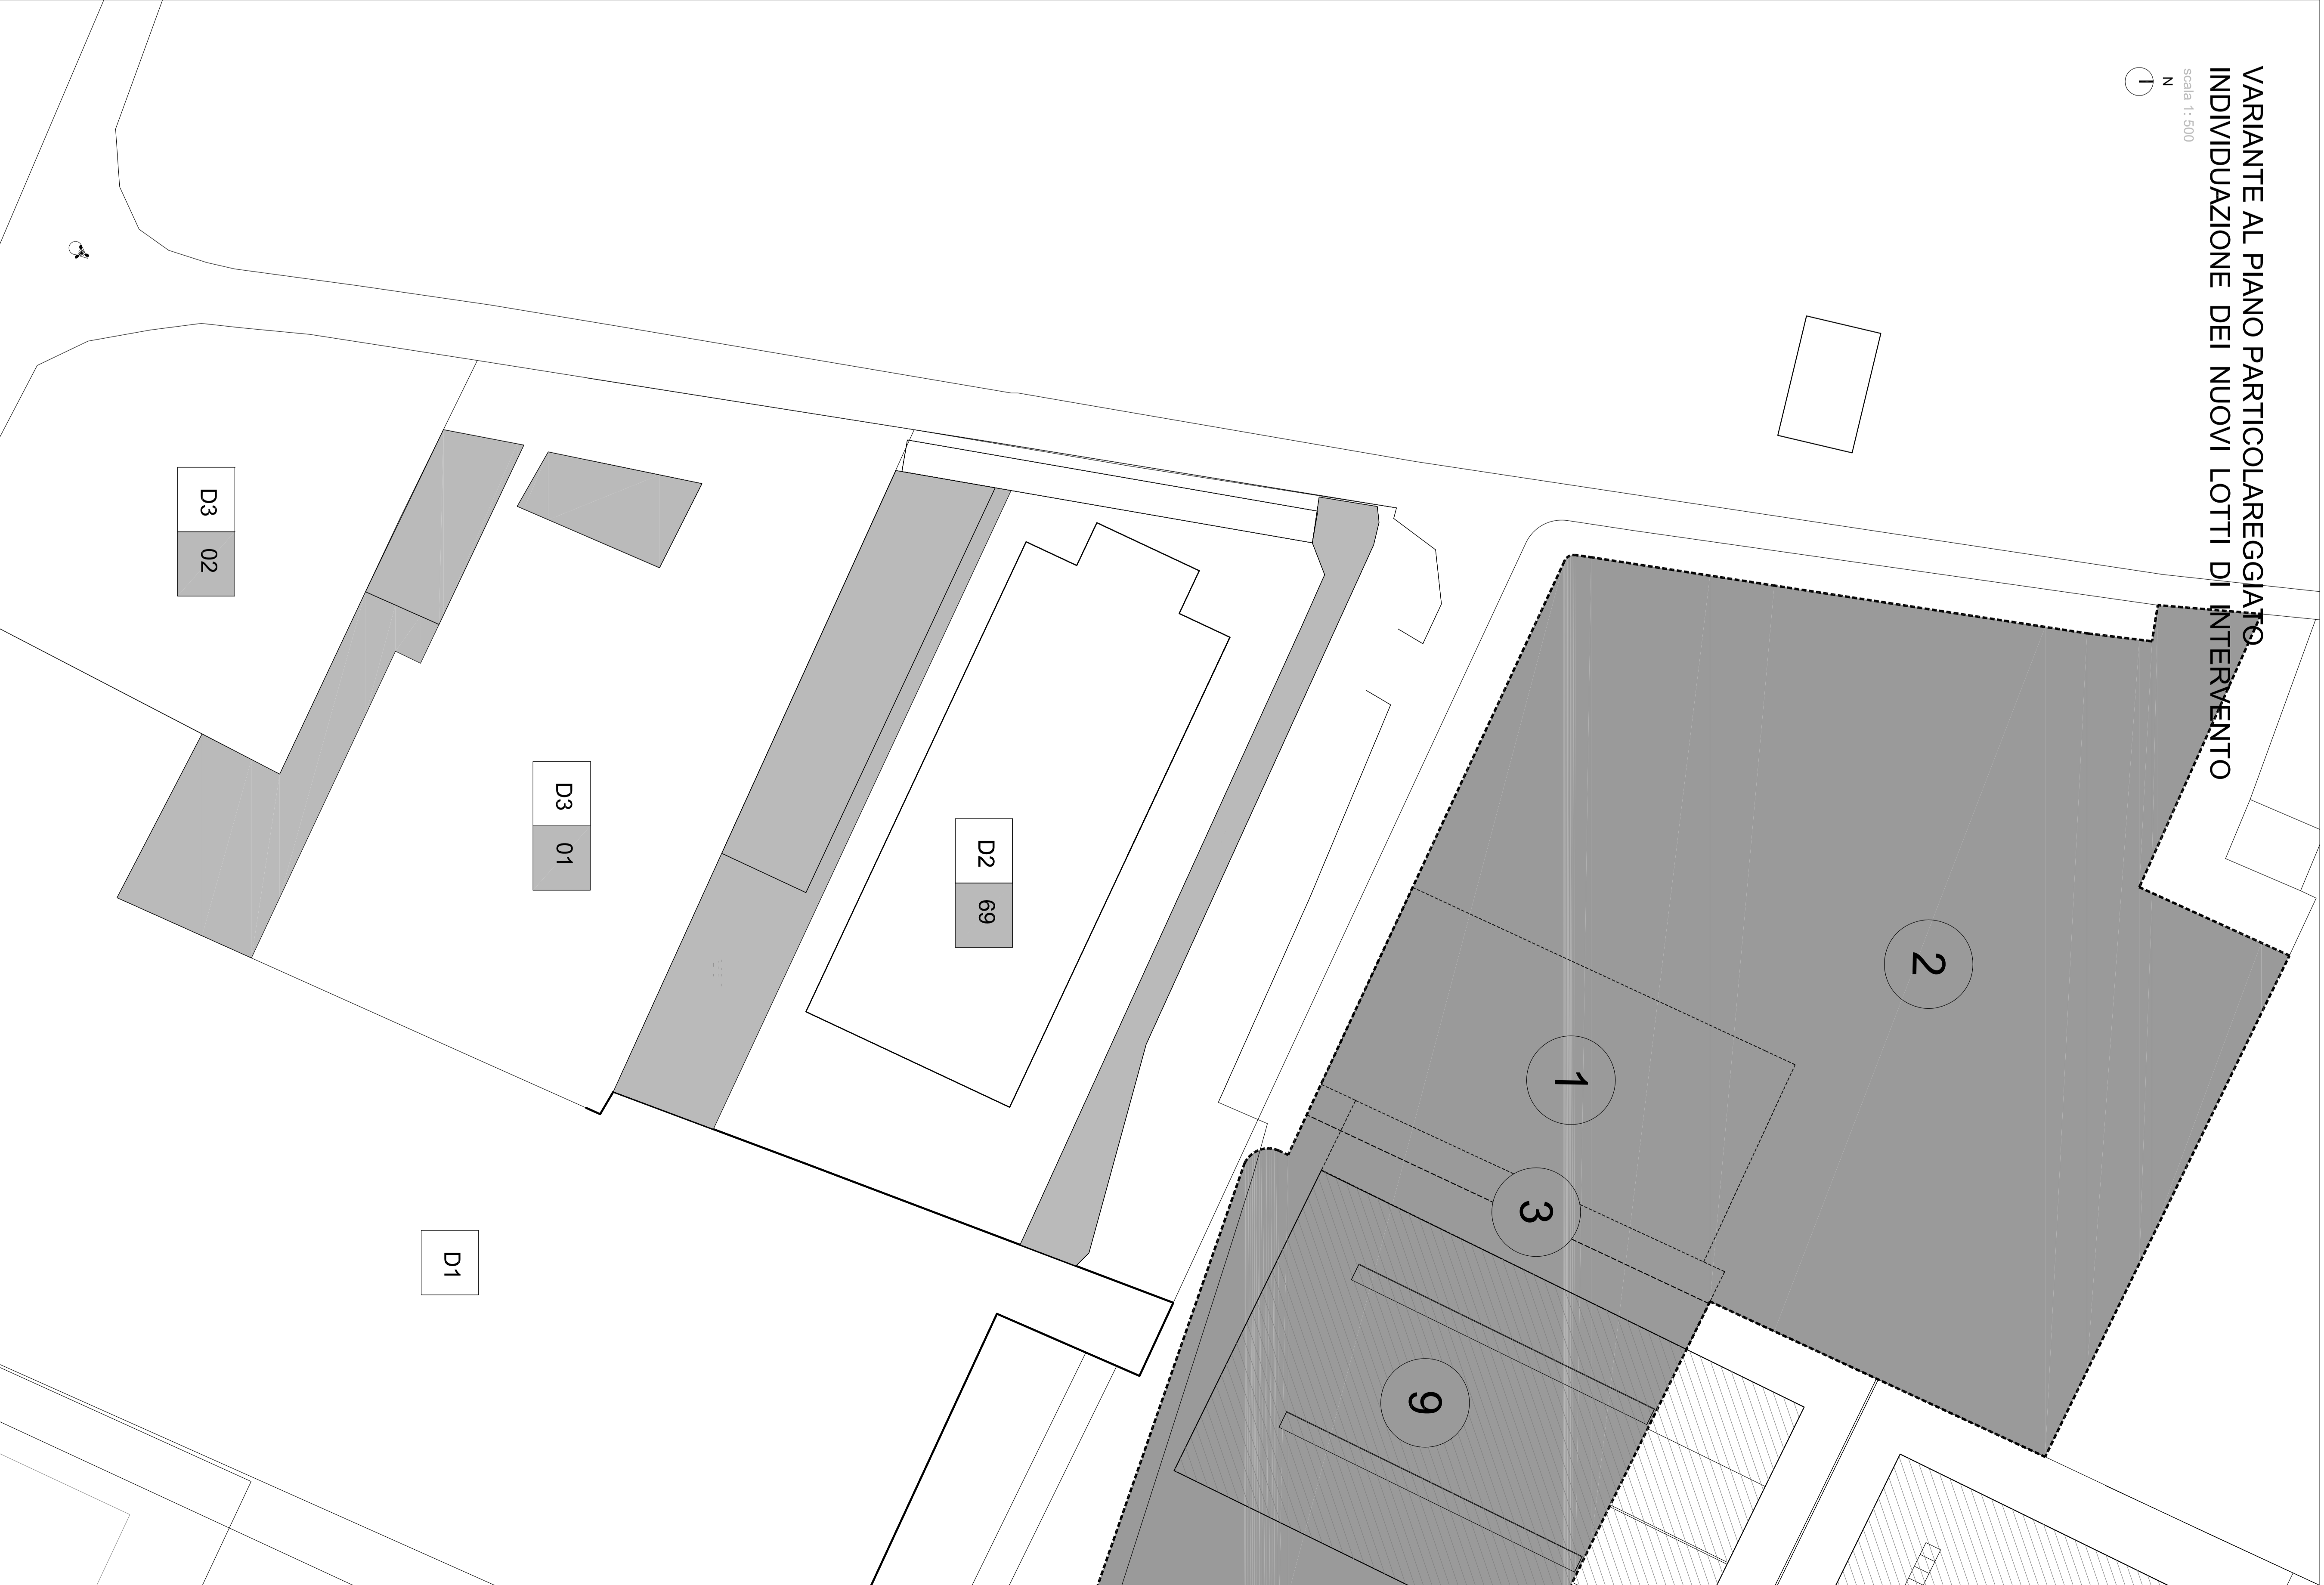 VARIANTE AL PIANO PARTICOLAREGGIATO
INDIVIDUAZIONE DEI NUOVI LOTTI DI INTERVENTO
scala 1: 500
N
2
1
3
9
D2 69
D3 01
D1
D3 02